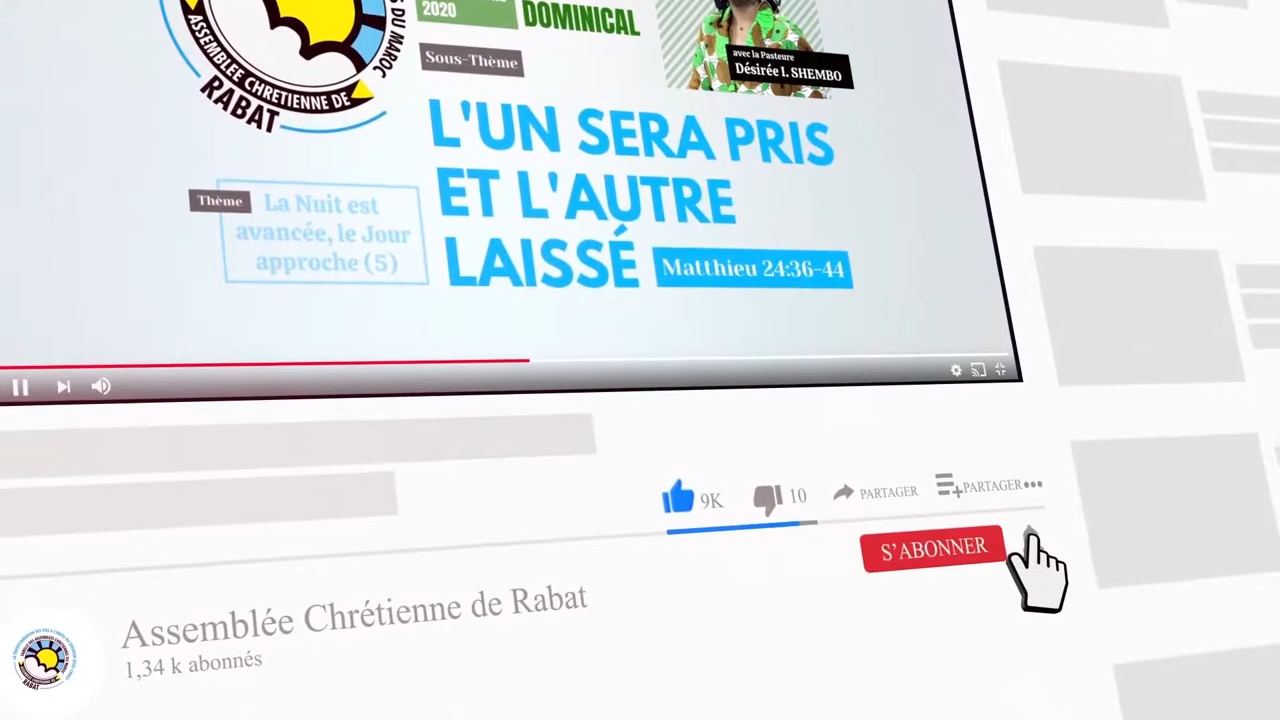 2020
DOMINICAL
S DU MAROC
ASSEMBLEE CHRETIENNE DE
RABAT
Sous-Thème
avec la Pasteure
Désirée I. SHEMBO
L'UN SERA PRIS
ET L'AUTRE
LAISSÉ
Matthieu 24:36-44
Thème
La Nuit est
avancée, le Jour
approche (5)
9K
10
PARTAGER
PARTAGER
S'ABONNER
Assemblée Chrétienne de Rabat
1,34 k abonnés
RABAT